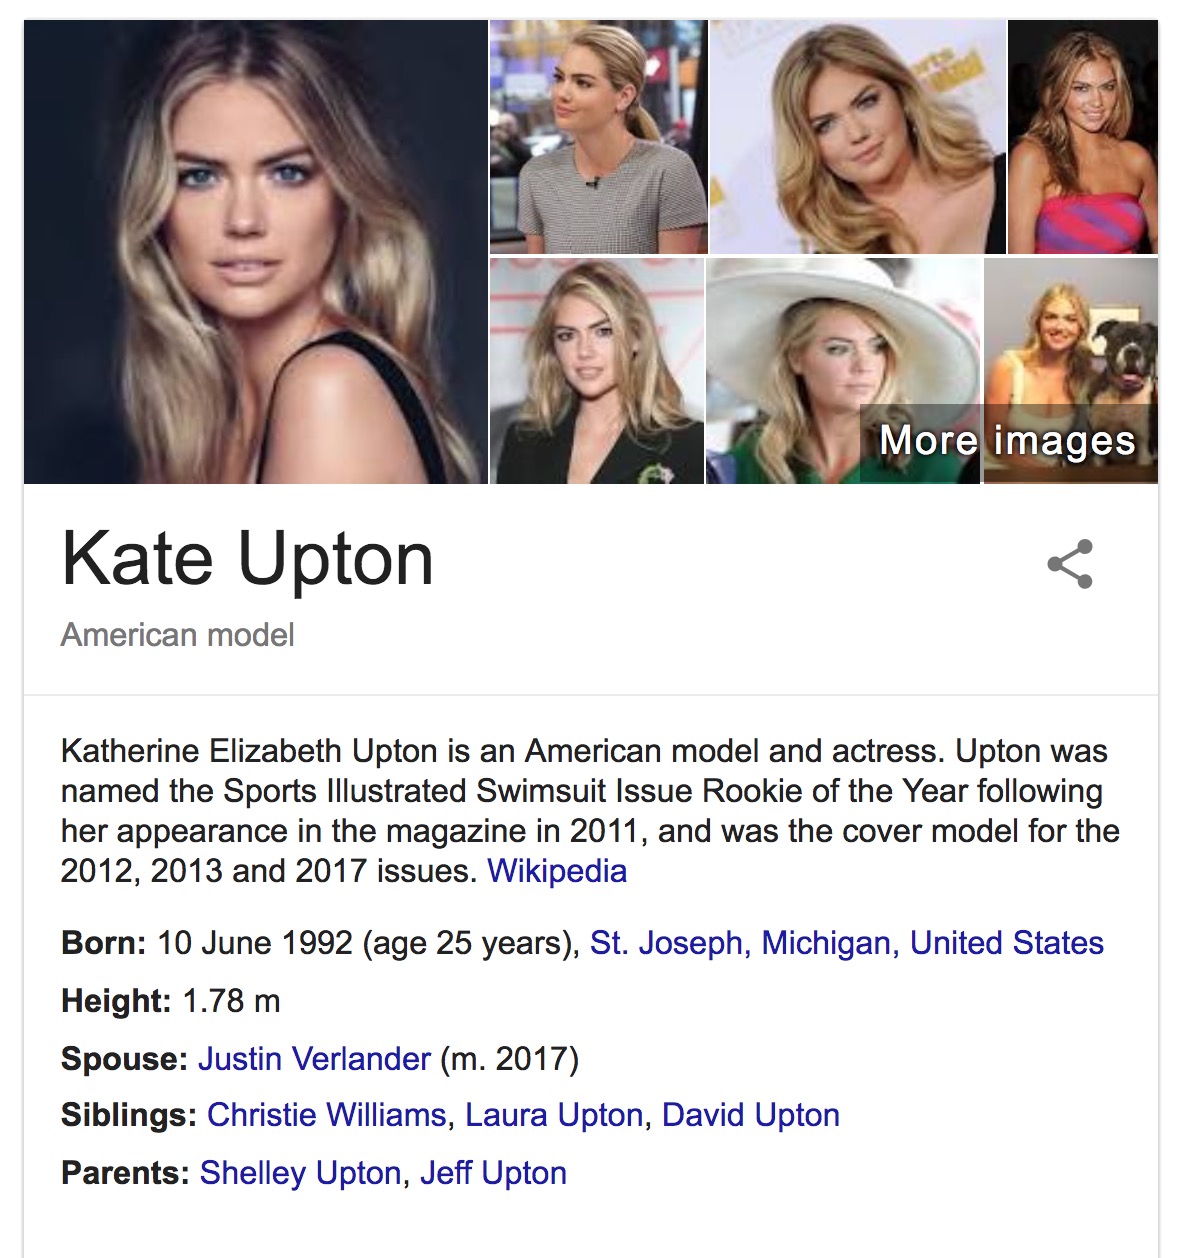 More images
Kate Upton
American model
Katherine Elizabeth Upton is an American model and actress. Upton was
named the Sports Illustrated Swimsuit Issue Rookie of the Year following
her appearance in the magazine in 2011, and was the cover model for the
2012, 2013 and 2017 issues. Wikipedia
Born: 10 June 1992 (age 25 years), St. Joseph, Michigan, United States
Height: 1.78 m
Spouse: Justin Verlander (m. 2017)
Siblings: Christie Williams, Laura Upton, David Upton
Parents: Shelley Upton, Jeff Upton